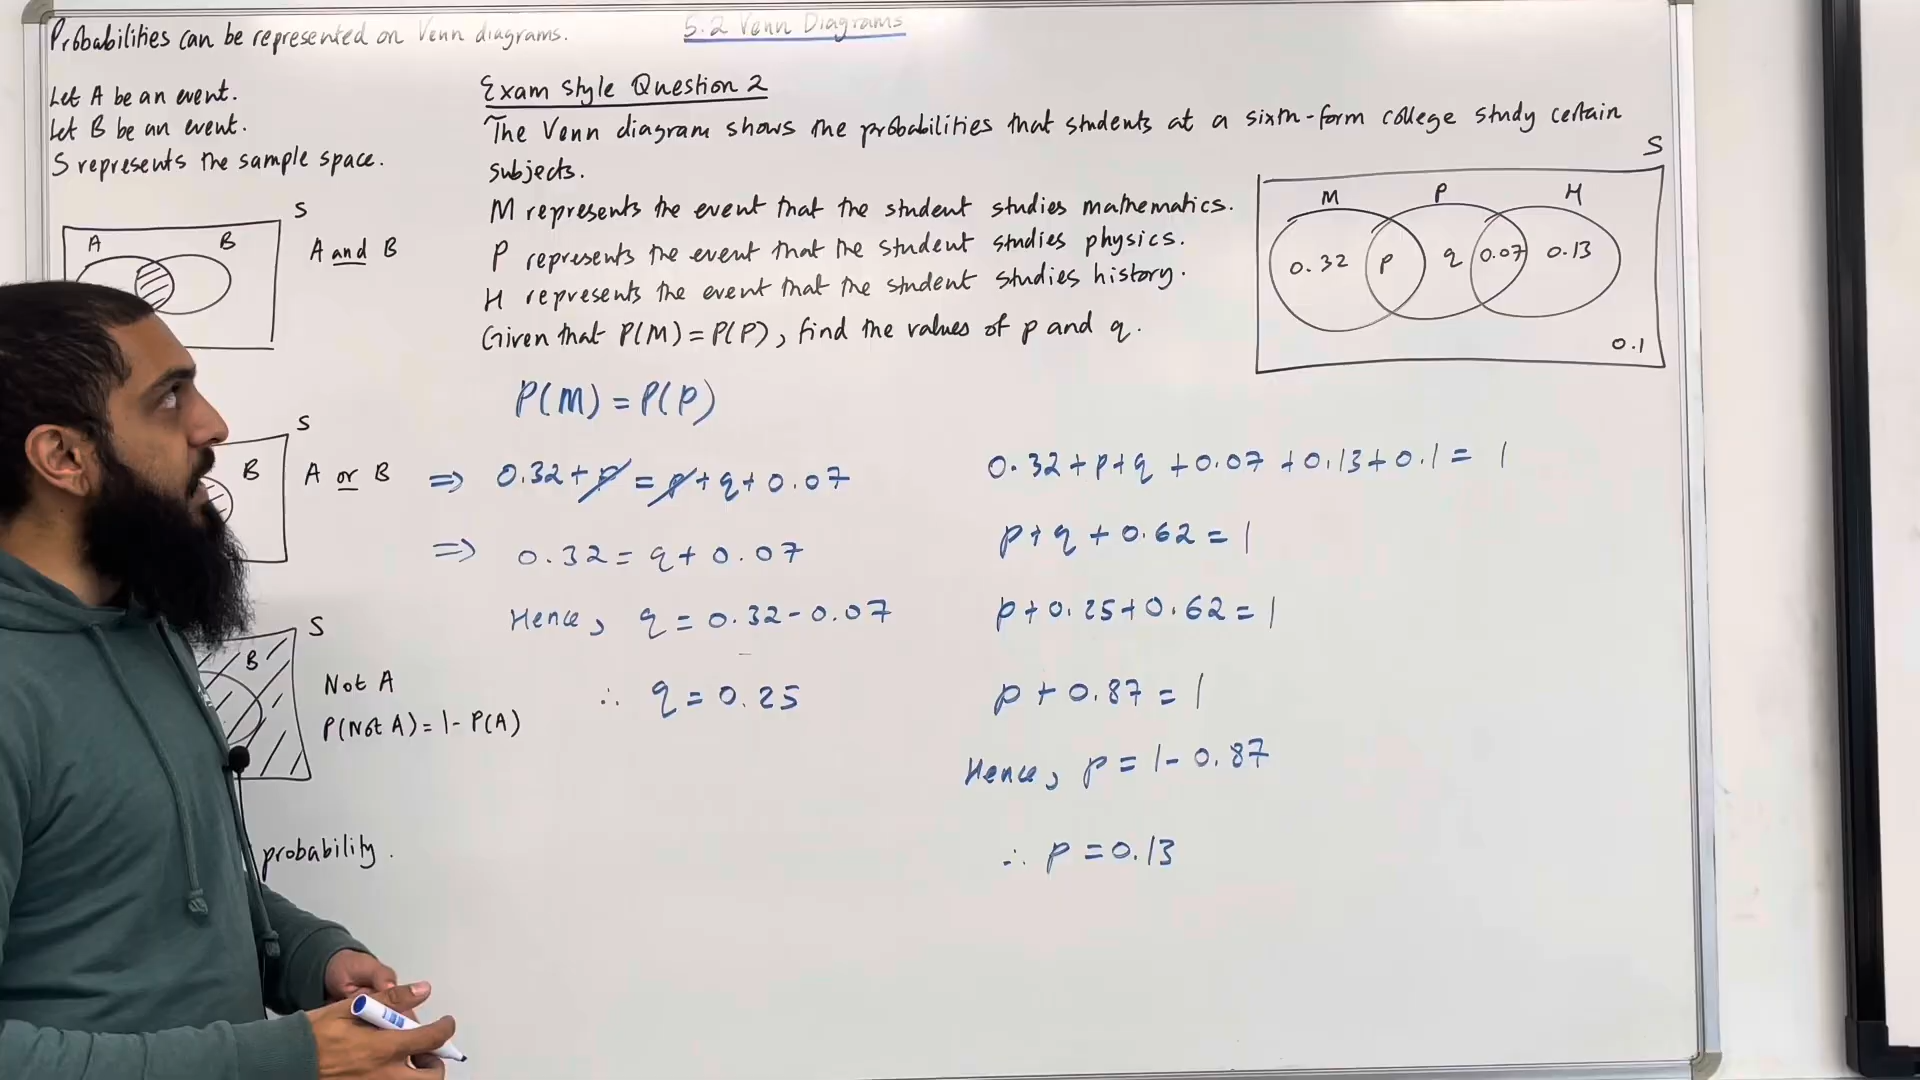 Probabilities can be represented on Venn diagrams.
5.2 Venn Diagrams
Let A be an event.
Let B be an event.
S represents the sample space.
S
A B
A and B
S
B
A or B
S
B
Not A
P(Not A) = 1 - P(A)
probability.
Exam Style Question 2
The Venn diagram shows the probabilities that students at a sixth-form college study certain
subjects.
M represents the event that the student studies mathematics.
P represents the event that the student studies physics.
H represents the event that the student studies history.
Given that P(M) = P(P), find the values of p and q.
S
M P H
0.32 p q 0.07 0.13
0.1
P(M) = P(P)
⇒ 0.32 + p = p + q + 0.07
⇒ 0.32 = q + 0.07
Hence, q = 0.32 - 0.07
∴ q = 0.25
0.32 + p + q + 0.07 + 0.13 + 0.1 = 1
p + q + 0.62 = 1
p + 0.25 + 0.62 = 1
p + 0.87 = 1
Hence, p = 1 - 0.87
∴ p = 0.13